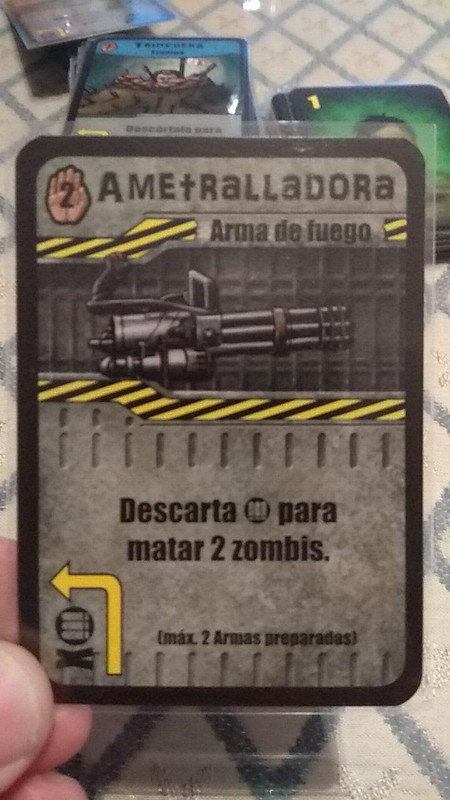 TRINCHERA
1
Descártala para
2
AMETRALLADORA
Arma de fuego
Descarta para
matar 2 zombis.
X
(máx. 2 Armas preparadas)